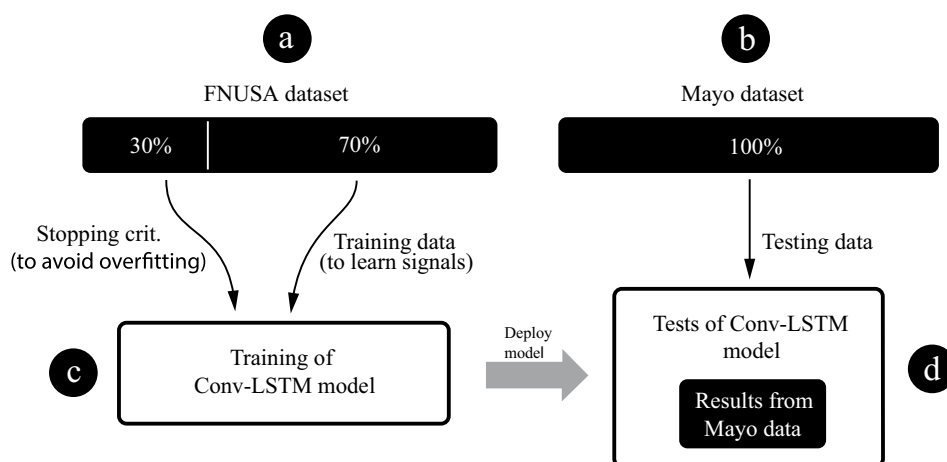 a
b
FNUSA dataset
Mayo dataset
30%
70%
100%
Stopping crit.
(to avoid overfitting)
Training data
(to learn signals)
Testing data
c
Training of
Conv-LSTM model
Deploy
model
Tests of Conv-LSTM
model
Results from
Mayo data
d